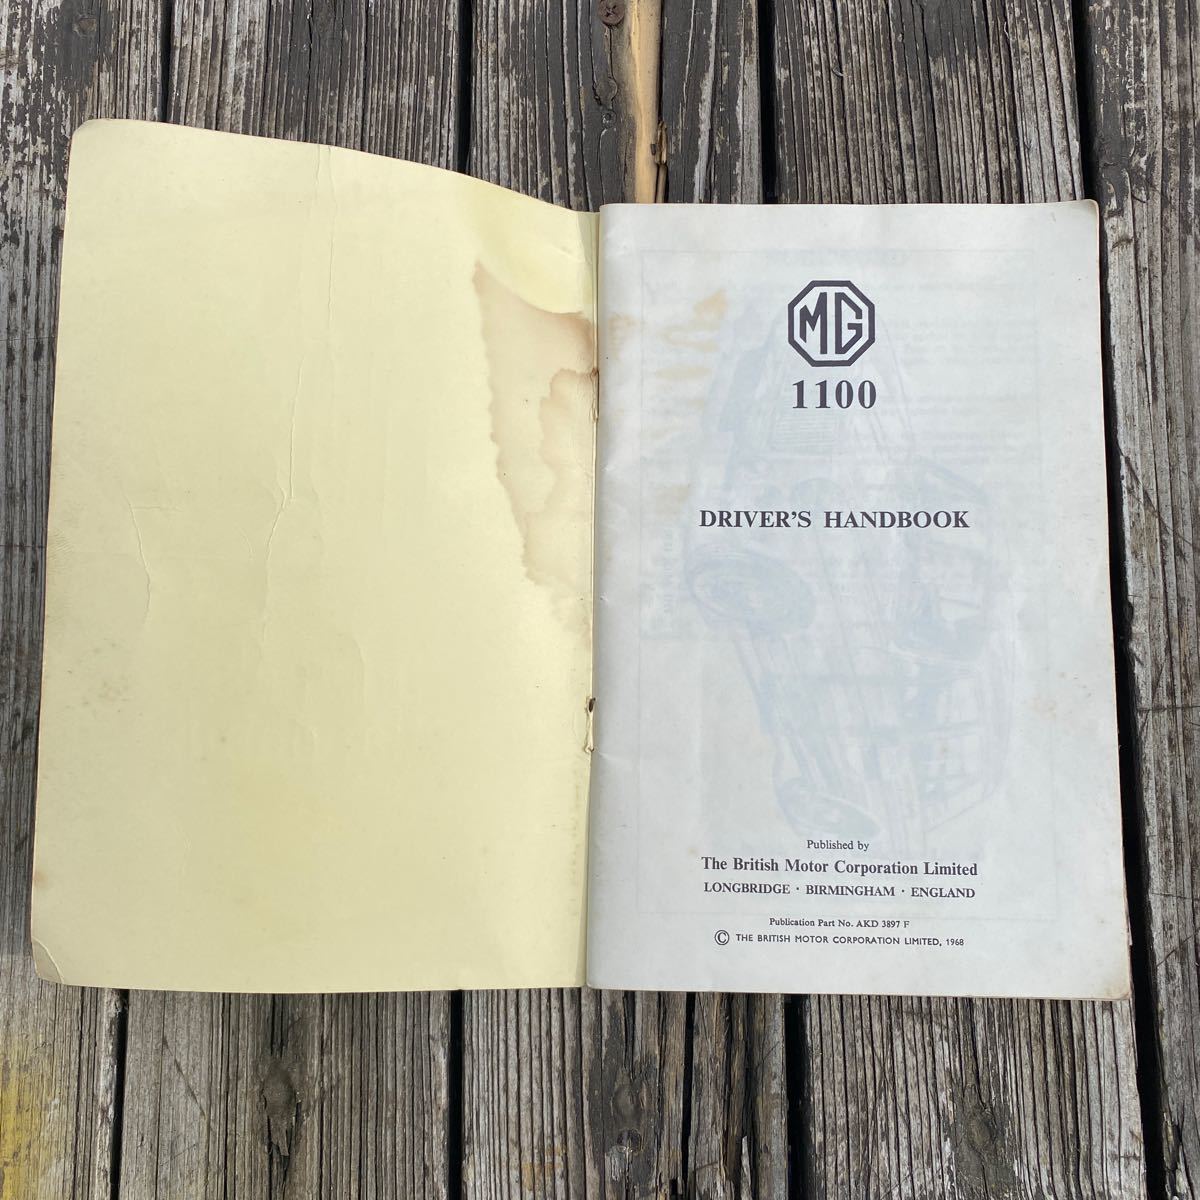 MG
1100
DRIVER'S HANDBOOK
Published by
The British Motor Corporation Limited
LONGBRIDGE · BIRMINGHAM · ENGLAND
Publication Part No. AKD 3897 F
© THE BRITISH MOTOR CORPORATION LIMITED, 1968